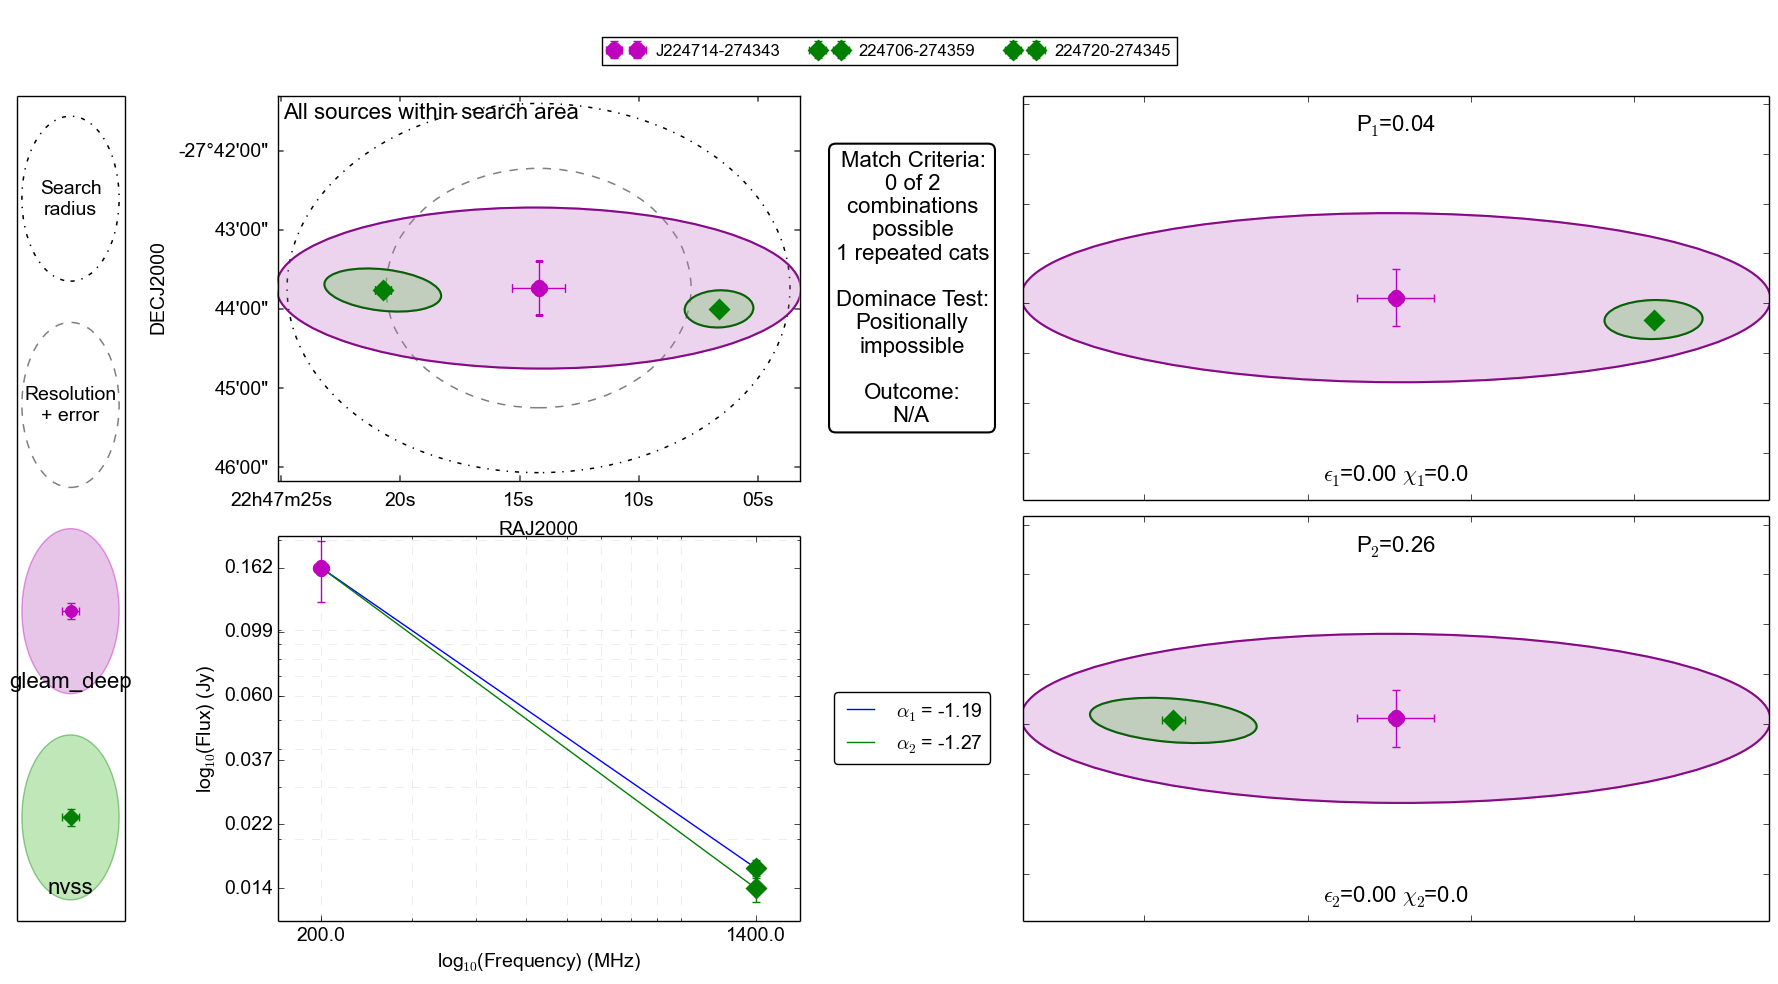 J224714-274343 224706-274359 224720-274345
Search
radius
Resolution
+ error
gleam_deep
nvss
All sources within search area
DECJ2000
-27°42'00"
43'00"
44'00"
45'00"
46'00"
22h47m25s 20s 15s 10s 05s
RAJ2000
Match Criteria:
0 of 2
combinations
possible
1 repeated cats
Dominace Test:
Positionally
impossible
Outcome:
N/A
P₁=0.04
ϵ₁=0.00 χ₁=0.0
log₁₀(Flux) (Jy)
0.162
0.099
0.060
0.037
0.022
0.014
200.0 1400.0
log₁₀(Frequency) (MHz)
α₁ = -1.19
α₂ = -1.27
P₂=0.26
ϵ₂=0.00 χ₂=0.0